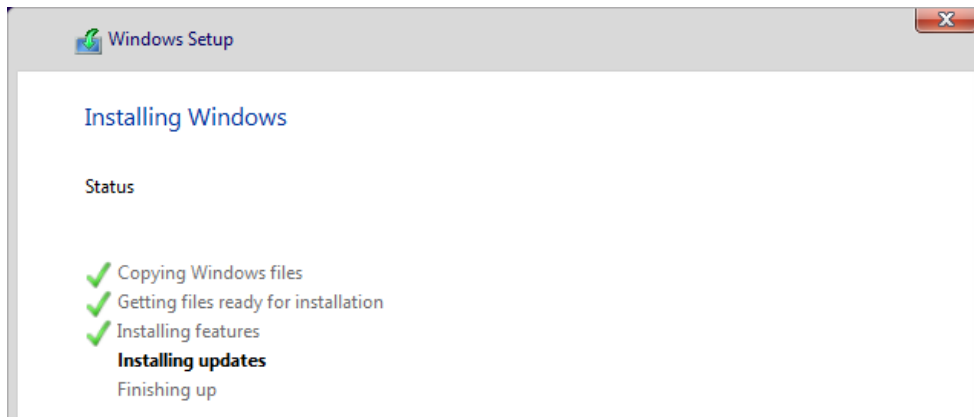 Windows Setup
Installing Windows
Status
Copying Windows files
Getting files ready for installation
Installing features
Installing updates
Finishing up